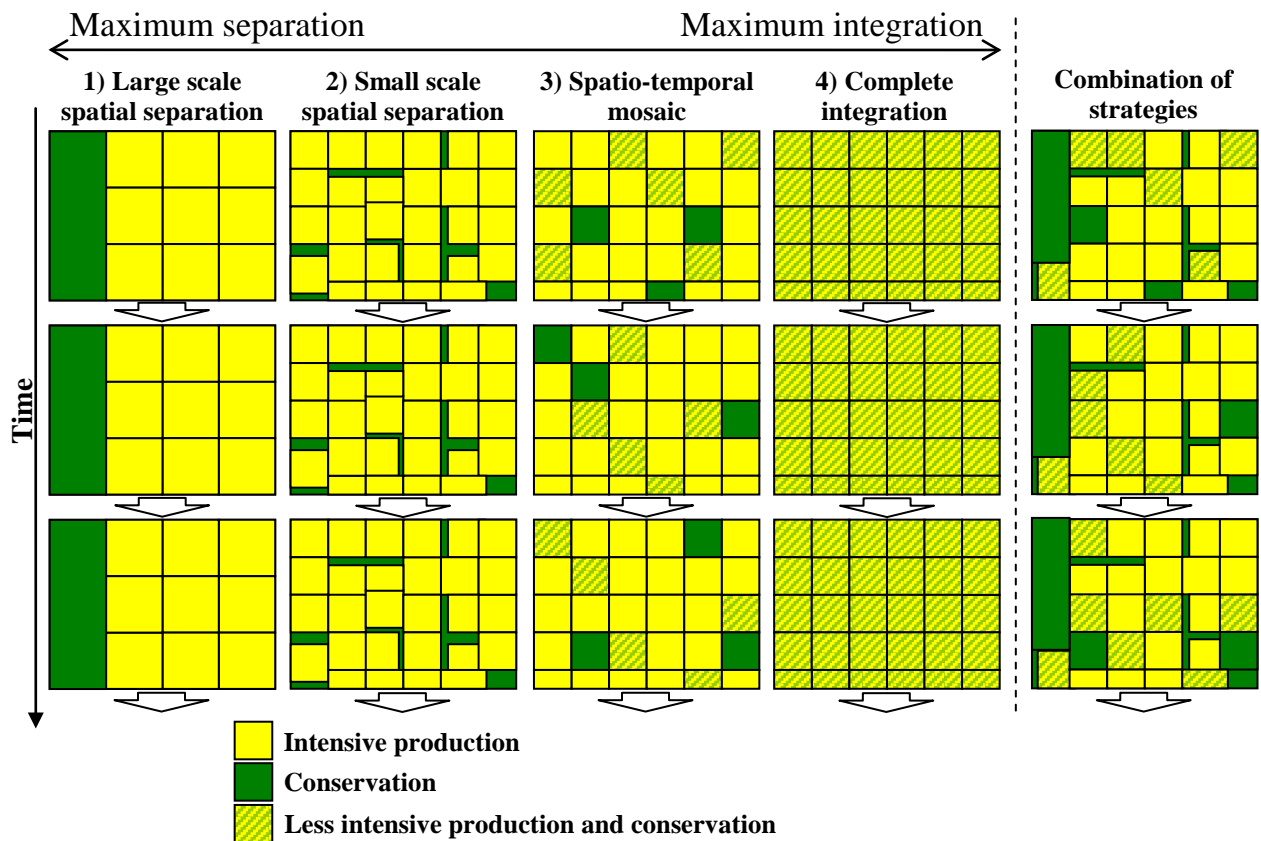 Maximum separation
Maximum integration
1) Large scale
spatial separation
2) Small scale
spatial separation
3) Spatio-temporal
mosaic
4) Complete
integration
Combination of
strategies
Time
Intensive production
Conservation
Less intensive production and conservation